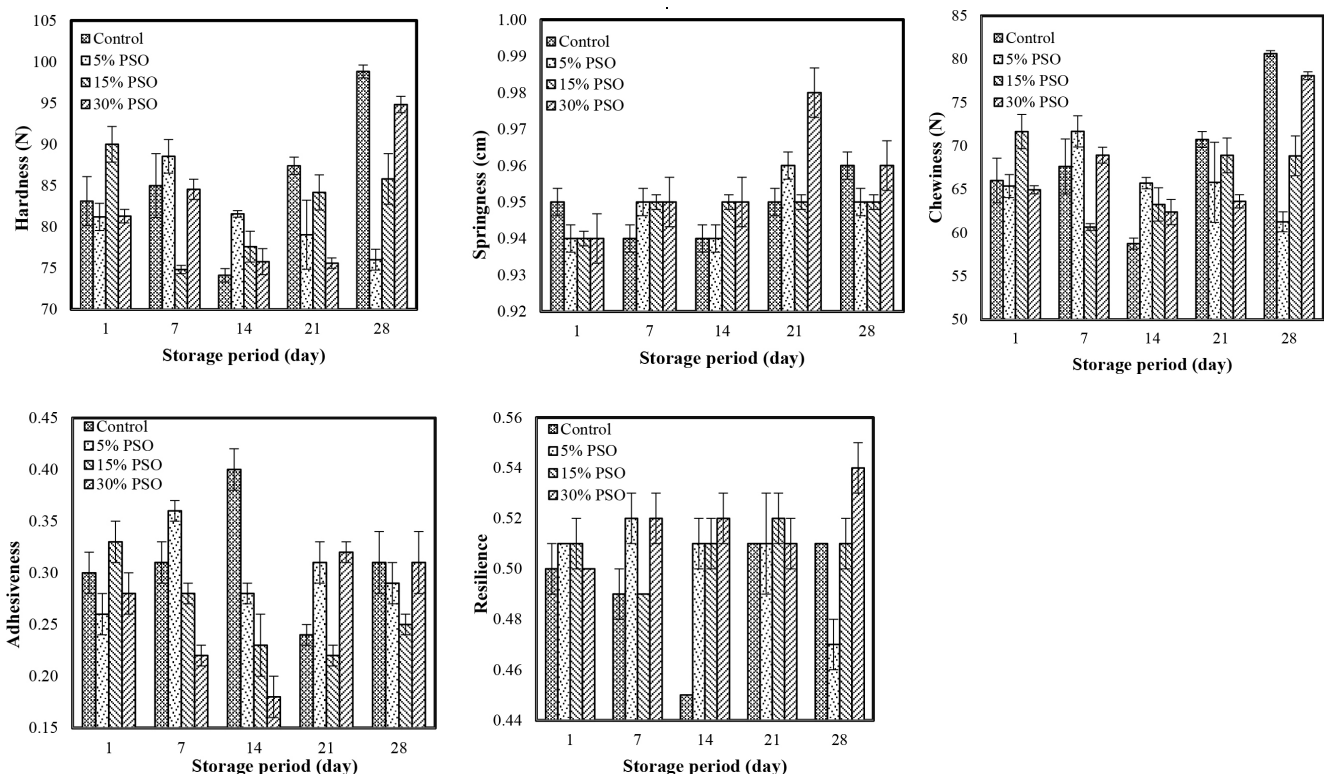 Hardness (N)
105
100
95
90
85
80
75
70
Control
5% PSO
15% PSO
30% PSO
1 7 14 21 28
Storage period (day)
Springness (cm)
1.00
0.99
0.98
0.97
0.96
0.95
0.94
0.93
0.92
Control
5% PSO
15% PSO
30% PSO
1 7 14 21 28
Storage period (day)
Chewiness (N)
85
80
75
70
65
60
55
50
Control
5% PSO
15% PSO
30% PSO
1 7 14 21 28
Storage period (day)
Adhesiveness
0.45
0.40
0.35
0.30
0.25
0.20
0.15
Control
5% PSO
15% PSO
30% PSO
1 7 14 21 28
Storage period (day)
Resilience
0.56
0.54
0.52
0.50
0.48
0.46
0.44
Control
5% PSO
15% PSO
30% PSO
1 7 14 21 28
Storage period (day)